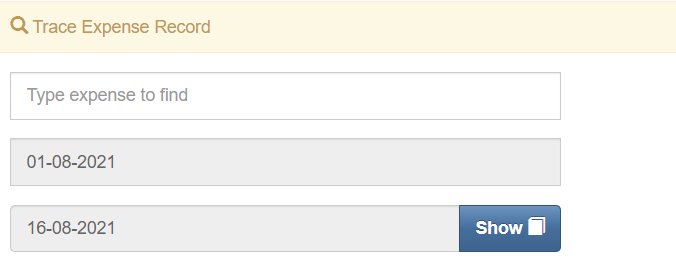 Trace Expense Record
Type expense to find
01-08-2021
16-08-2021
Show